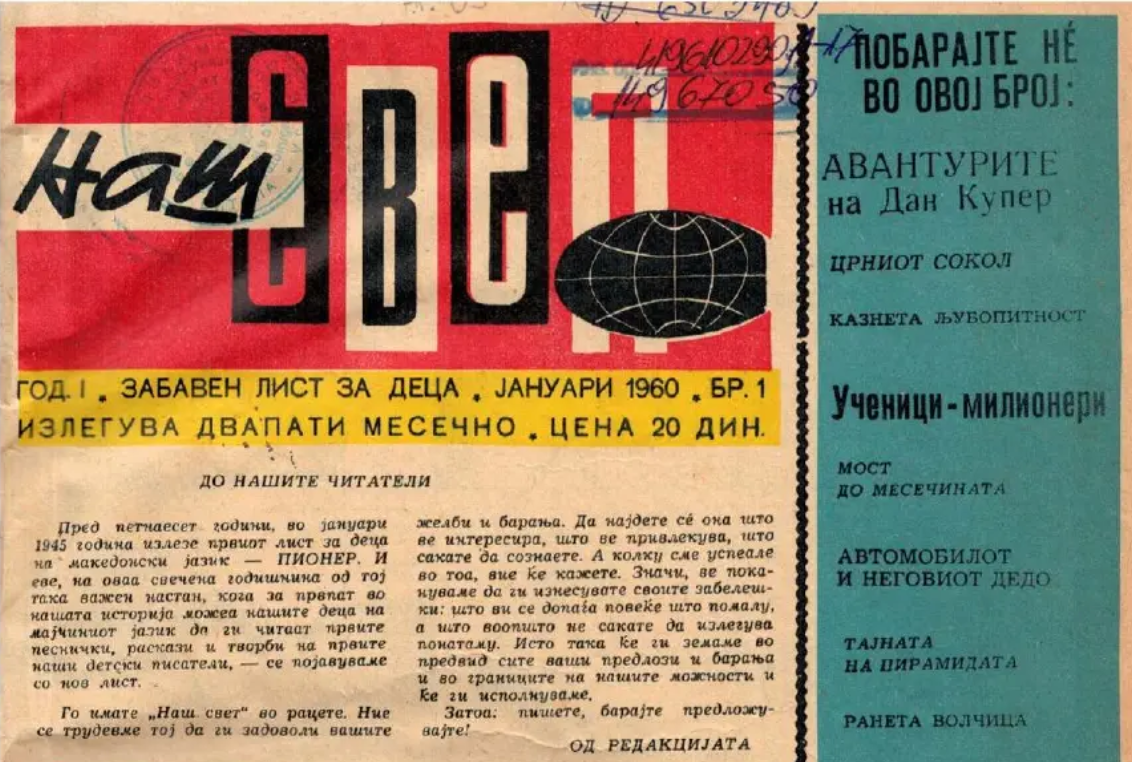 Наш свет
ГОД. I . ЗАБАВЕН ЛИСТ ЗА ДЕЦА . ЈАНУАРИ 1960 . БР. 1
ИЗЛЕГУВА ДВАПАТИ МЕСЕЧНО . ЦЕНА 20 ДИН.
ДО НАШИТЕ ЧИТАТЕЛИ
Пред петнаесет години, во јануари
1945 година излезе првиот лист за деца
на македонски јазик — ПИОНЕР. И
еве, на оваа свечена годишнина од тој
така важен настан, кога за првпат во
нашата историја можеа нашите деца на
мајчиниот јазик да ги читаат првите
песнички, раскази и творби на првите
наши детски писатели, — се појавуваме
со нов лист.
Го имате „Наш свет" во рацете. Ние
се трудевме тој да ги задоволи вашите
желби и барања. Да најдете сé она што
ве интересира, што ве привлекува, што
сакате да сознаете. А колку сме успеале
во тоа, вие ќе кажете. Значи, ве пока-
нуваме да ги изнесувате своите забелеш-
ки: што ви се допаѓа повеќе што помалу,
а што воопшто не сакате да излегува
понатаму. Исто така ќе ги земаме во
предвид сите ваши предлози и барања
и во границите на нашите можности и
ќе ги исполнуваме.
Затоа: пишете, барајте предложу-
вајте!
ОД РЕДАКЦИЈАТА
ПОБАРАЈТЕ НÉ
ВО ОВОЈ БРОЈ:
АВАНТУРИТЕ
на Дан Купер
ЦРНИОТ СОКОЛ
КАЗНЕТА ЉУБОПИТНОСТ
Ученици-милионери
МОСТ
ДО МЕСЕЧИНАТА
АВТОМОБИЛОТ
И НЕГОВИОТ ДЕДО
ТАЈНАТА
НА ПИРАМИДАТА
РАНЕТА ВОЛЧИЦА